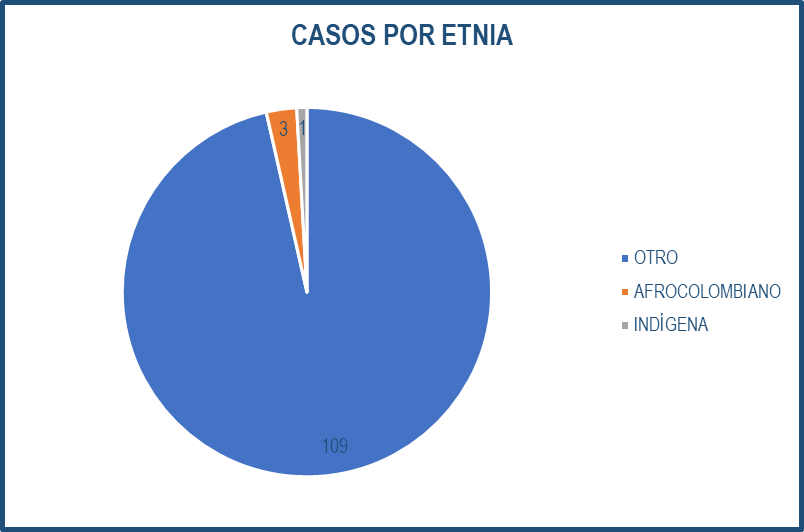 CASOS POR ETNIA
3
1
109
OTRO
AFROCOLOMBIANO
INDÍGENA